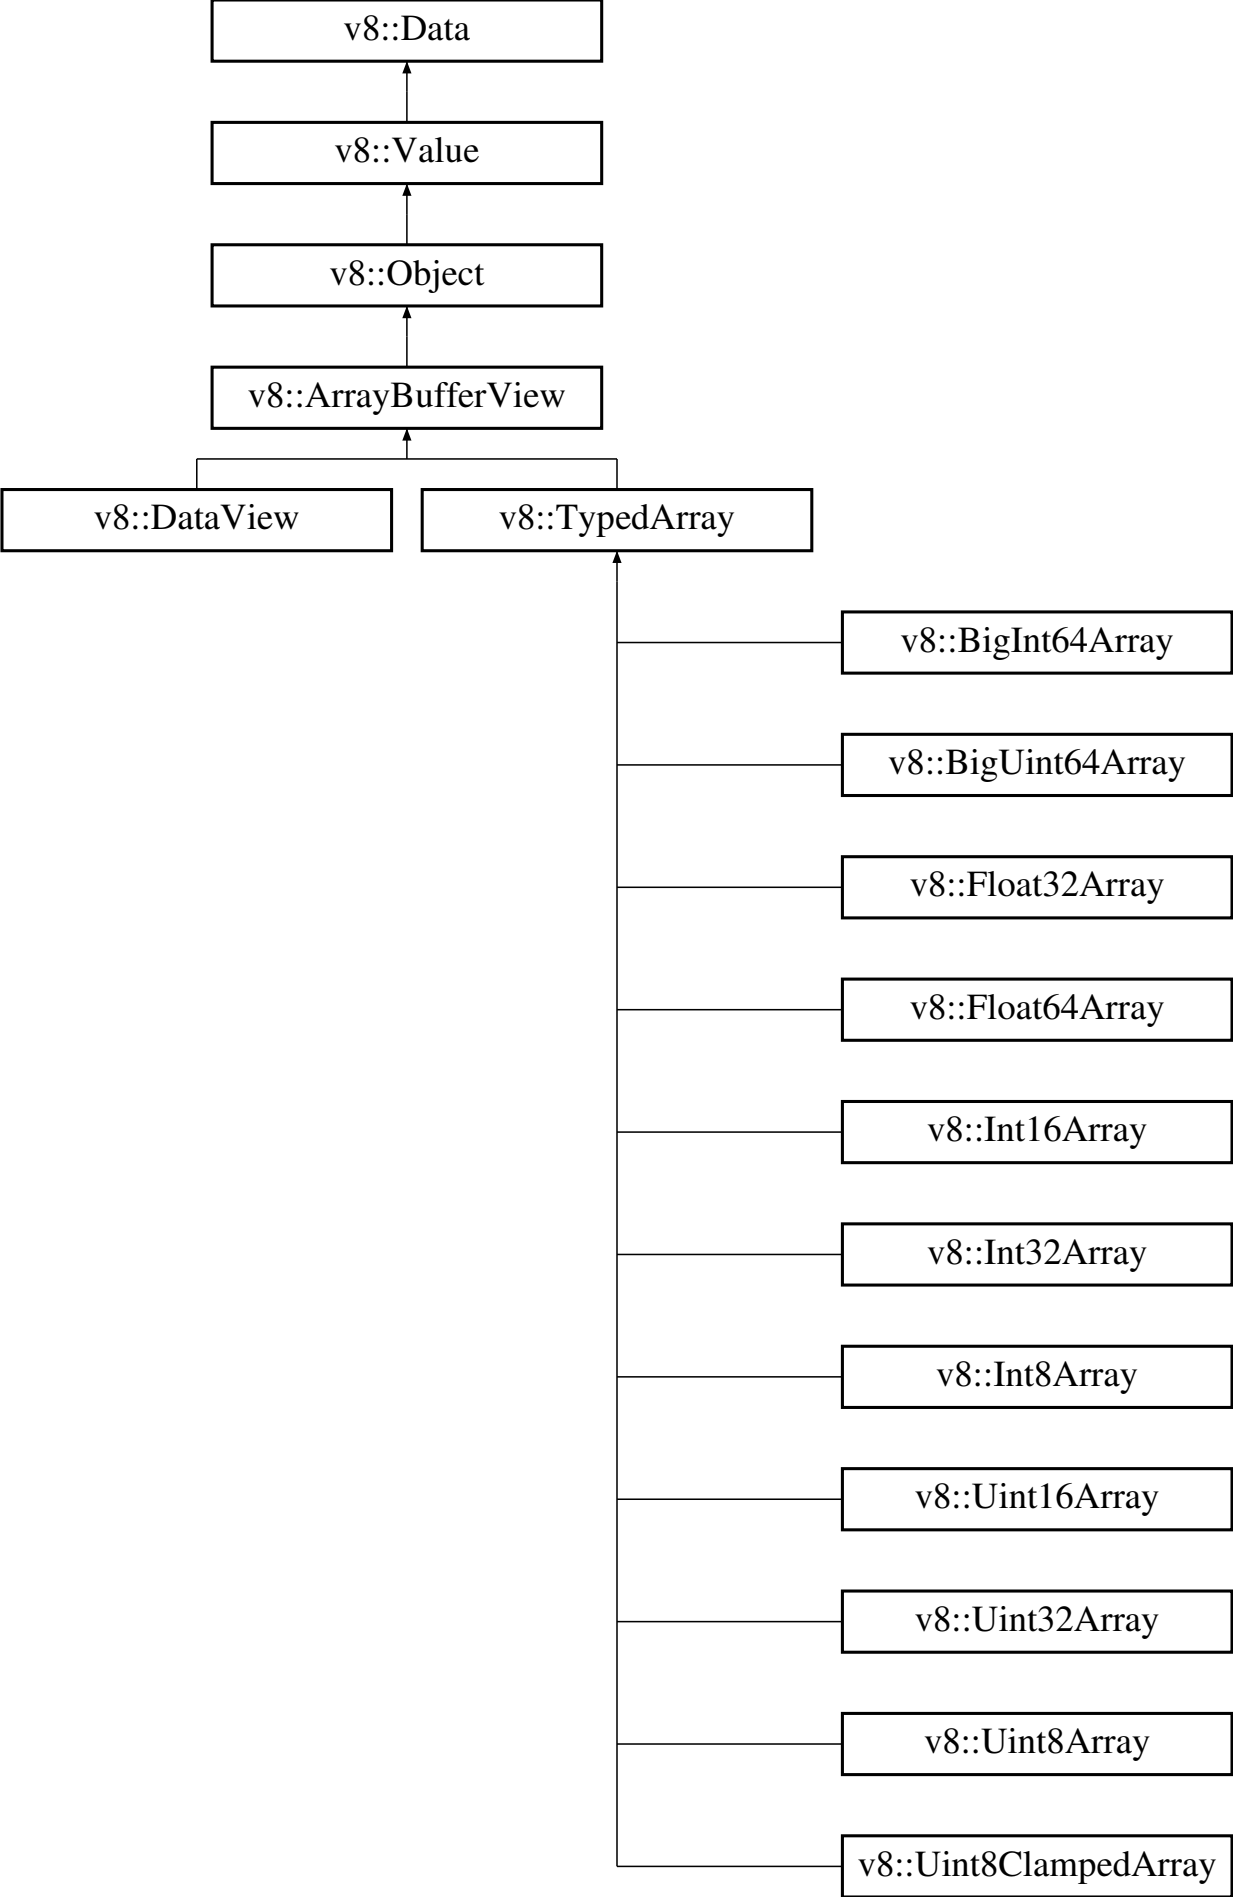 v8::Data
v8::Value
v8::Object
v8::ArrayBufferView
v8::DataView
v8::TypedArray
v8::BigInt64Array
v8::BigUint64Array
v8::Float32Array
v8::Float64Array
v8::Int16Array
v8::Int32Array
v8::Int8Array
v8::Uint16Array
v8::Uint32Array
v8::Uint8Array
v8::Uint8ClampedArray